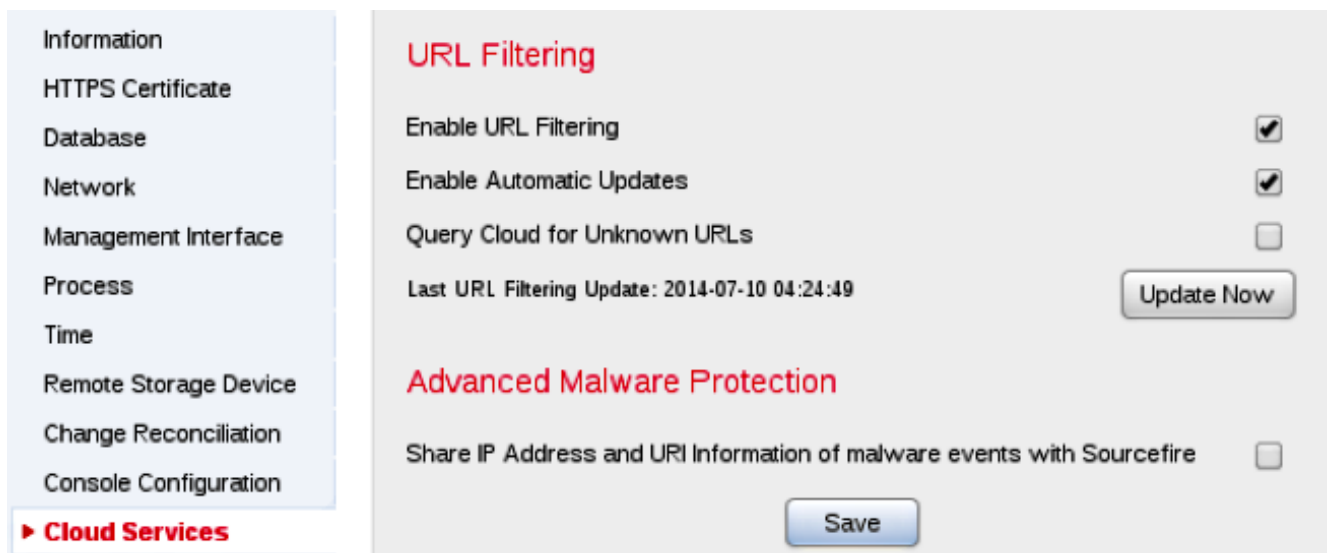 Information
HTTPS Certificate
Database
Network
Management Interface
Process
Time
Remote Storage Device
Change Reconciliation
Console Configuration
Cloud Services
URL Filtering
Enable URL Filtering
Enable Automatic Updates
Query Cloud for Unknown URLs
Last URL Filtering Update: 2014-07-10 04:24:49
Update Now
Advanced Malware Protection
Share IP Address and URI Information of malware events with Sourcefire
Save